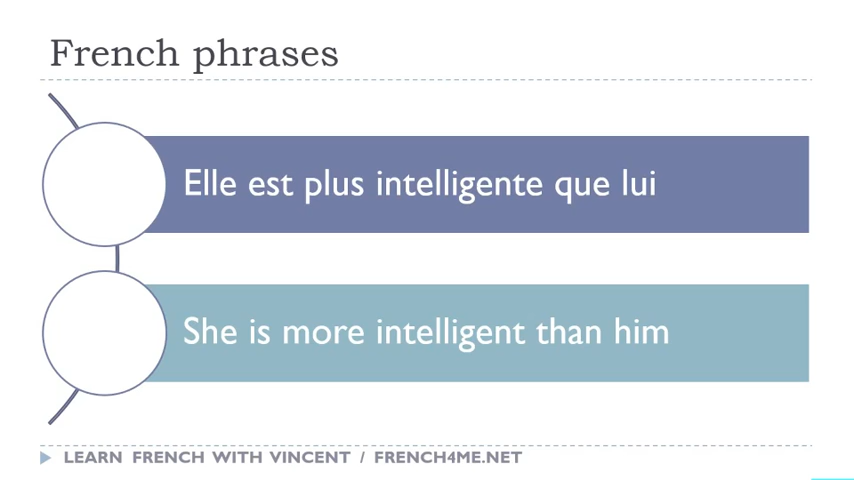 French phrases
Elle est plus intelligente que lui
She is more intelligent than him
LEARN FRENCH WITH VINCENT / FRENCH4ME.NET